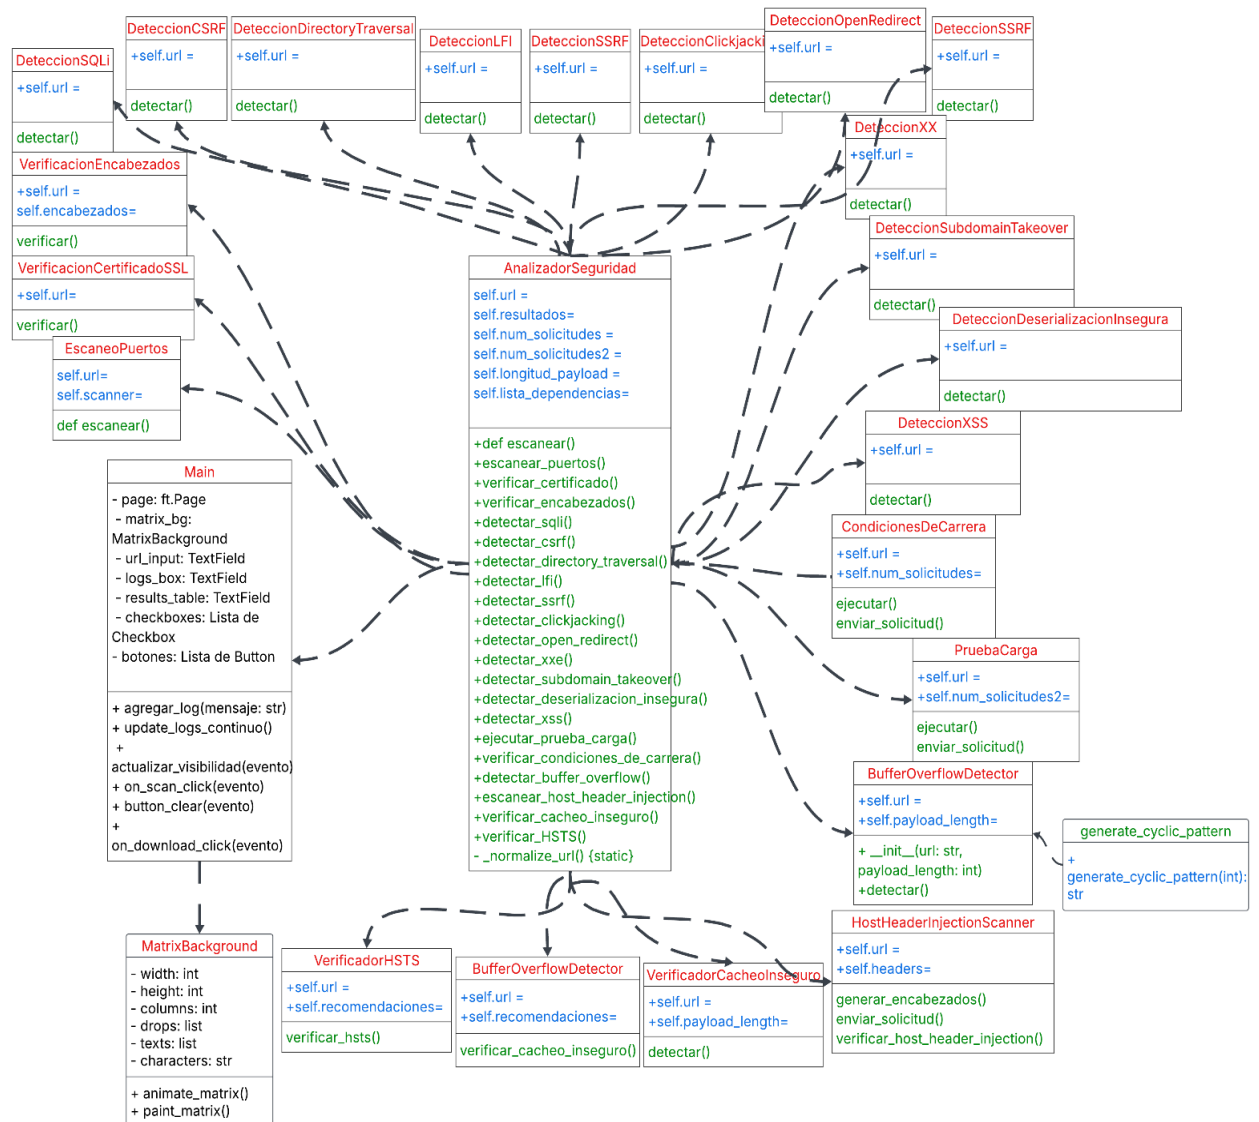 DeteccionCSRF
+self.url =
detectar()
DeteccionDirectoryTraversal
+self.url =
detectar()
DeteccionLFI
+self.url =
detectar()
DeteccionSSRF
+self.url =
detectar()
DeteccionClickjacki
+self.url =
detectar()
DeteccionOpenRedirect
+self.url =
detectar()
DeteccionSSRF
+self.url =
detectar()
DeteccionSQLi
+self.url =
detectar()
DeteccionXX
+self.url =
detectar()
VerificacionEncabezados
+self.url =
self.encabezados=
verificar()
VerificacionCertificadoSSL
+self.url=
verificar()
EscaneoPuertos
self.url=
self.scanner=
def escanear()
AnalizadorSeguridad
self.url =
self.resultados=
self.num_solicitudes =
self.num_solicitudes2 =
self.longitud_payload =
self.lista_dependencias=
+def escanear()
+escanear_puertos()
+verificar_certificado()
+verificar_encabezados()
+detectar_sqli()
+detectar_csrf()
+detectar_directory_traversal()
+detectar_lfi()
+detectar_ssrf()
+detectar_clickjacking()
+detectar_open_redirect()
+detectar_xxe()
+detectar_subdomain_takeover()
+detectar_deserializacion_insegura()
+detectar_xss()
+ejecutar_prueba_carga()
+verificar_condiciones_de_carrera()
+detectar_buffer_overflow()
+escanear_host_header_injection()
+verificar_cacheo_inseguro()
+verificar_HSTS()
- _normalize_url() {static}
DeteccionSubdomainTakeover
+self.url =
detectar()
DeteccionDeserializacionInsegura
+self.url =
detectar()
DeteccionXSS
+self.url =
detectar()
CondicionesDeCarrera
+self.url =
+self.num_solicitudes=
ejecutar()
enviar_solicitud()
PruebaCarga
+self.url =
+self.num_solicitudes2=
ejecutar()
enviar_solicitud()
BufferOverflowDetector
+self.url =
+self.payload_length=
+ __init__(url: str,
payload_length: int)
+detectar()
generate_cyclic_pattern
+
generate_cyclic_pattern(int):
str
Main
- page: ft.Page
- matrix_bg:
MatrixBackground
- url_input: TextField
- logs_box: TextField
- results_table: TextField
- checkboxes: Lista de
Checkbox
- botones: Lista de Button
+ agregar_log(mensaje: str)
+ update_logs_continuo()
+
actualizar_visibilidad(evento)
+ on_scan_click(evento)
+ button_clear(evento)
+
on_download_click(evento)
MatrixBackground
- width: int
- height: int
- columns: int
- drops: list
- texts: list
- characters: str
+ animate_matrix()
+ paint_matrix()
VerificadorHSTS
+self.url =
+self.recomendaciones=
verificar_hsts()
BufferOverflowDetector
+self.url =
+self.recomendaciones=
verificar_cacheo_inseguro()
VerificadorCacheoInseguro
+self.url =
+self.payload_length=
detectar()
HostHeaderInjectionScanner
+self.url =
+self.headers=
generar_encabezados()
enviar_solicitud()
verificar_host_header_injection()